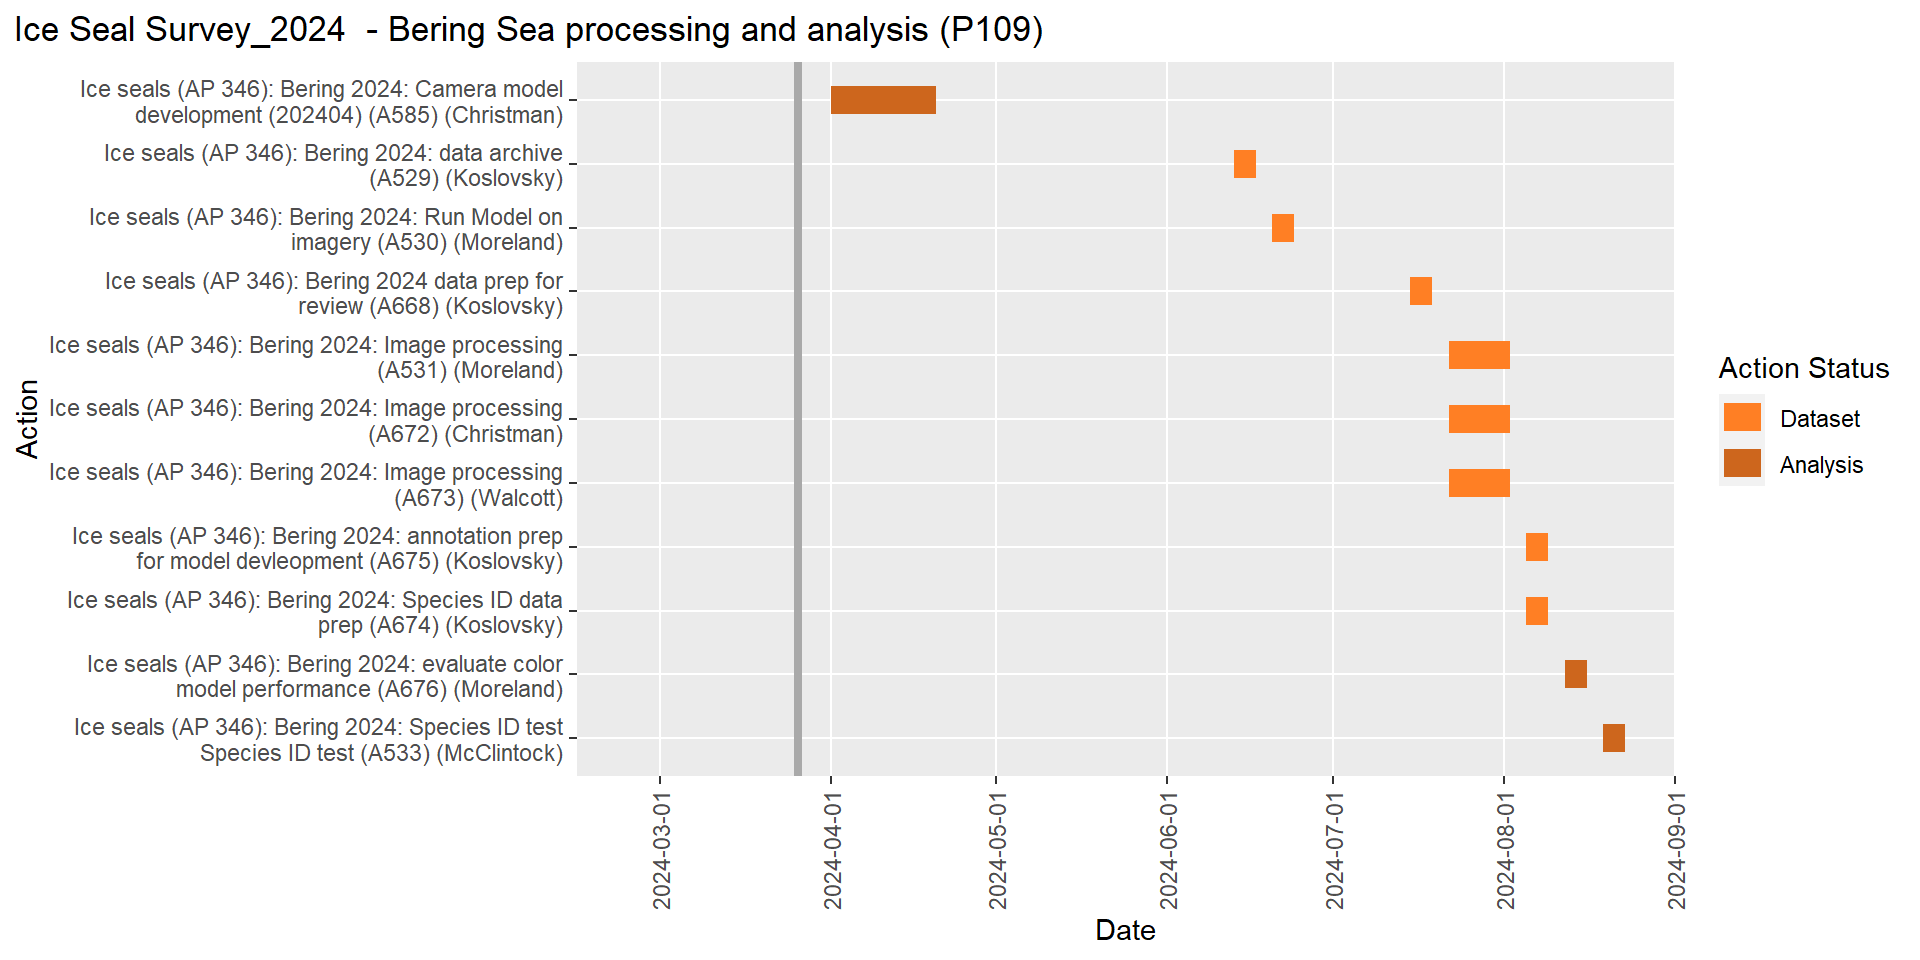 Ice Seal Survey_2024  - Bering Sea processing and analysis (P109)
Ice seals (AP 346): Bering 2024: Camera model
development (202404) (A585) (Christman)
Ice seals (AP 346): Bering 2024: data archive
(A529) (Koslovsky)
Ice seals (AP 346): Bering 2024: Run Model on
imagery (A530) (Moreland)
Ice seals (AP 346): Bering 2024 data prep for
review (A668) (Koslovsky)
Ice seals (AP 346): Bering 2024: Image processing
(A531) (Moreland)
Ice seals (AP 346): Bering 2024: Image processing
(A672) (Christman)
Ice seals (AP 346): Bering 2024: Image processing
(A673) (Walcott)
Ice seals (AP 346): Bering 2024: annotation prep
for model devleopment (A675) (Koslovsky)
Ice seals (AP 346): Bering 2024: Species ID data
prep (A674) (Koslovsky)
Ice seals (AP 346): Bering 2024: evaluate color
model performance (A676) (Moreland)
Ice seals (AP 346): Bering 2024: Species ID test
Species ID test (A533) (McClintock)
Action
2024-03-01
2024-04-01
2024-05-01
2024-06-01
2024-07-01
2024-08-01
2024-09-01
Date
Action Status
Dataset
Analysis